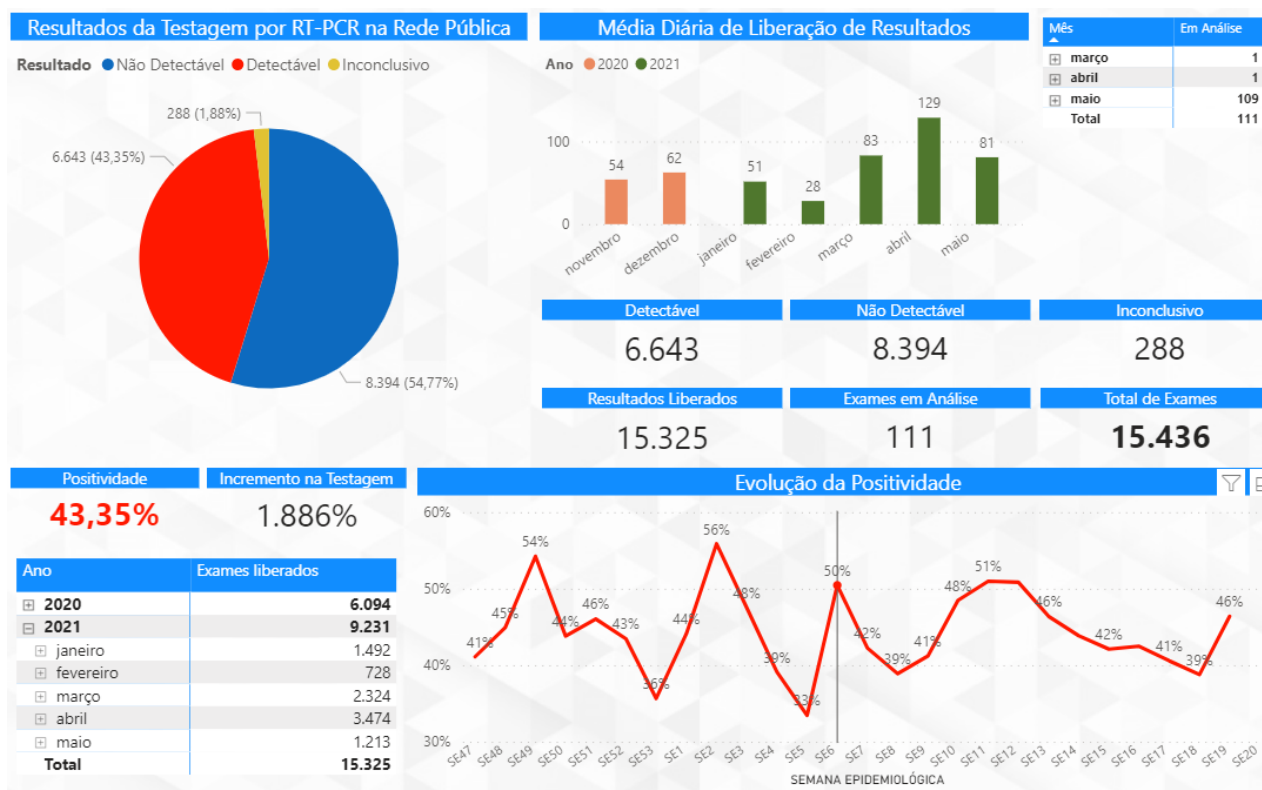 Resultados da Testagem por RT-PCR na Rede Pública
Resultado Não Detectável Detectável Inconclusivo
288 (1,88%)
6.643 (43,35%)
8.394 (54,77%)
Média Diária de Liberação de Resultados
Ano 2020 2021
100
0
54
62
51
28
83
129
81
novembro
dezembro
janeiro
fevereiro
março
abril
maio
Mês Em Análise
março 1
abril 1
maio 109
Total 111
Detectável Não Detectável Inconclusivo
6.643 8.394 288
Resultados Liberados Exames em Análise Total de Exames
15.325 111 15.436
Positividade Incremento na Testagem
43,35% 1.886%
Ano Exames liberados
2020 6.094
2021 9.231
janeiro 1.492
fevereiro 728
março 2.324
abril 3.474
maio 1.213
Total 15.325
Evolução da Positividade
60%
50%
40%
30%
41% 45% 54% 44% 46% 43% 36% 44% 56% 48% 39% 33% 50% 42% 39% 41% 48% 51% 46% 42% 41% 39% 46%
SE47 SE48 SE49 SE50 SE51 SE52 SE53 SE1 SE2 SE3 SE4 SE5 SE6 SE7 SE8 SE9 SE10 SE11 SE12 SE13 SE14 SE15 SE16 SE17 SE18 SE19 SE20
SEMANA EPIDEMIOLÓGICA